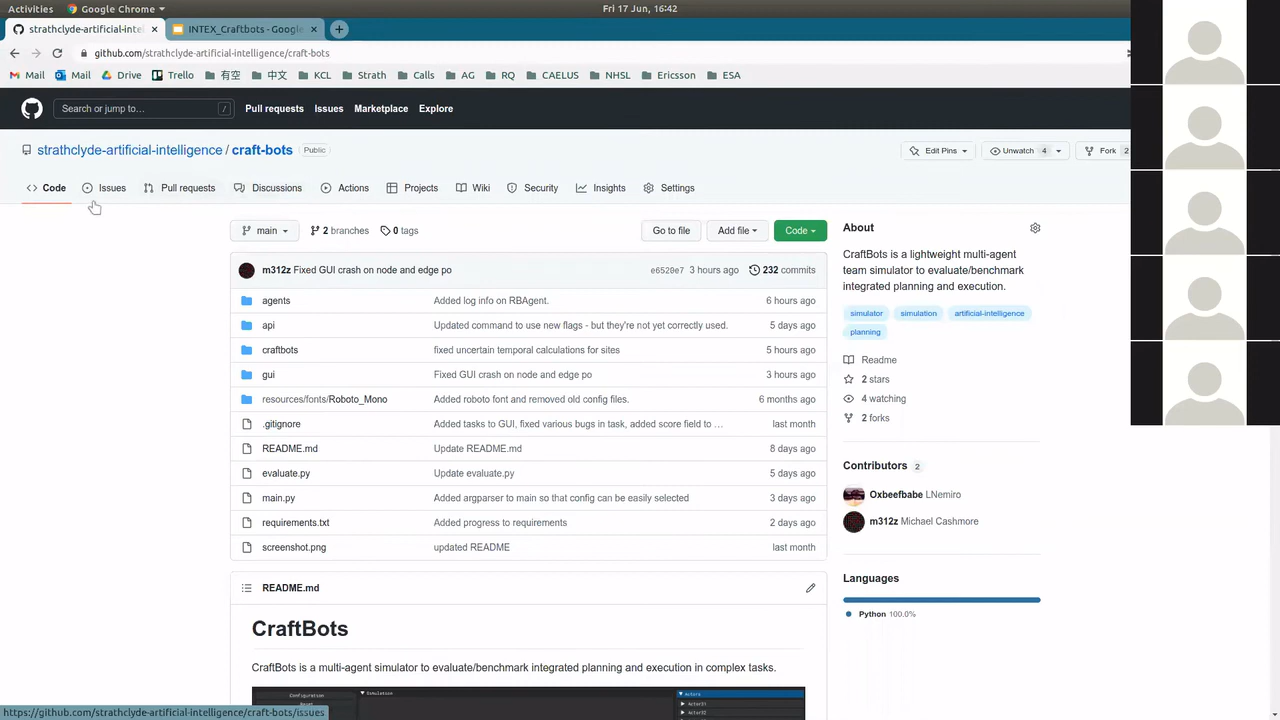 Activities Google Chrome Fri 17 Jun, 16:42
strathclyde-artificial-intel × INTEX_Craftbots - Google × +
github.com/strathclyde-artificial-intelligence/craft-bots
Mail Mail Drive Trello 有空 中文 KCL Strath Calls AG RQ CAELUS NHSL Ericsson ESA
Search or jump to… / Pull requests Issues Marketplace Explore
strathclyde-artificial-intelligence / craft-bots Public Edit Pins Unwatch 4 Fork 2
<> Code Issues Pull requests Discussions Actions Projects Wiki Security Insights Settings
main 2 branches 0 tags Go to file Add file Code
m312z Fixed GUI crash on node and edge po e6520e7 3 hours ago 232 commits
agents Added log info on RBAgent. 6 hours ago
api Updated command to use new flags - but they're not yet correctly used. 5 days ago
craftbots fixed uncertain temporal calculations for sites 5 hours ago
gui Fixed GUI crash on node and edge po 3 hours ago
resources/fonts/Roboto_Mono Added roboto font and removed old config files. 6 months ago
.gitignore Added tasks to GUI, fixed various bugs in task, added score field to … last month
README.md Update README.md 8 days ago
evaluate.py Update evaluate.py 5 days ago
main.py Added argparser to main so that config can be easily selected 3 days ago
requirements.txt Added progress to requirements 2 days ago
screenshot.png updated README last month
README.md
CraftBots
CraftBots is a multi-agent simulator to evaluate/benchmark integrated planning and execution in complex tasks.
Configuration Simulation Actors
Reset
About
CraftBots is a lightweight multi-agent
team simulator to evaluate/benchmark
integrated planning and execution.
simulator simulation artificial-intelligence
planning
Readme
2 stars
4 watching
2 forks
Contributors 2
Oxbeefbabe LNemiro
m312z Michael Cashmore
Languages
Python 100.0%
https://github.com/strathclyde-artificial-intelligence/craft-bots/issues